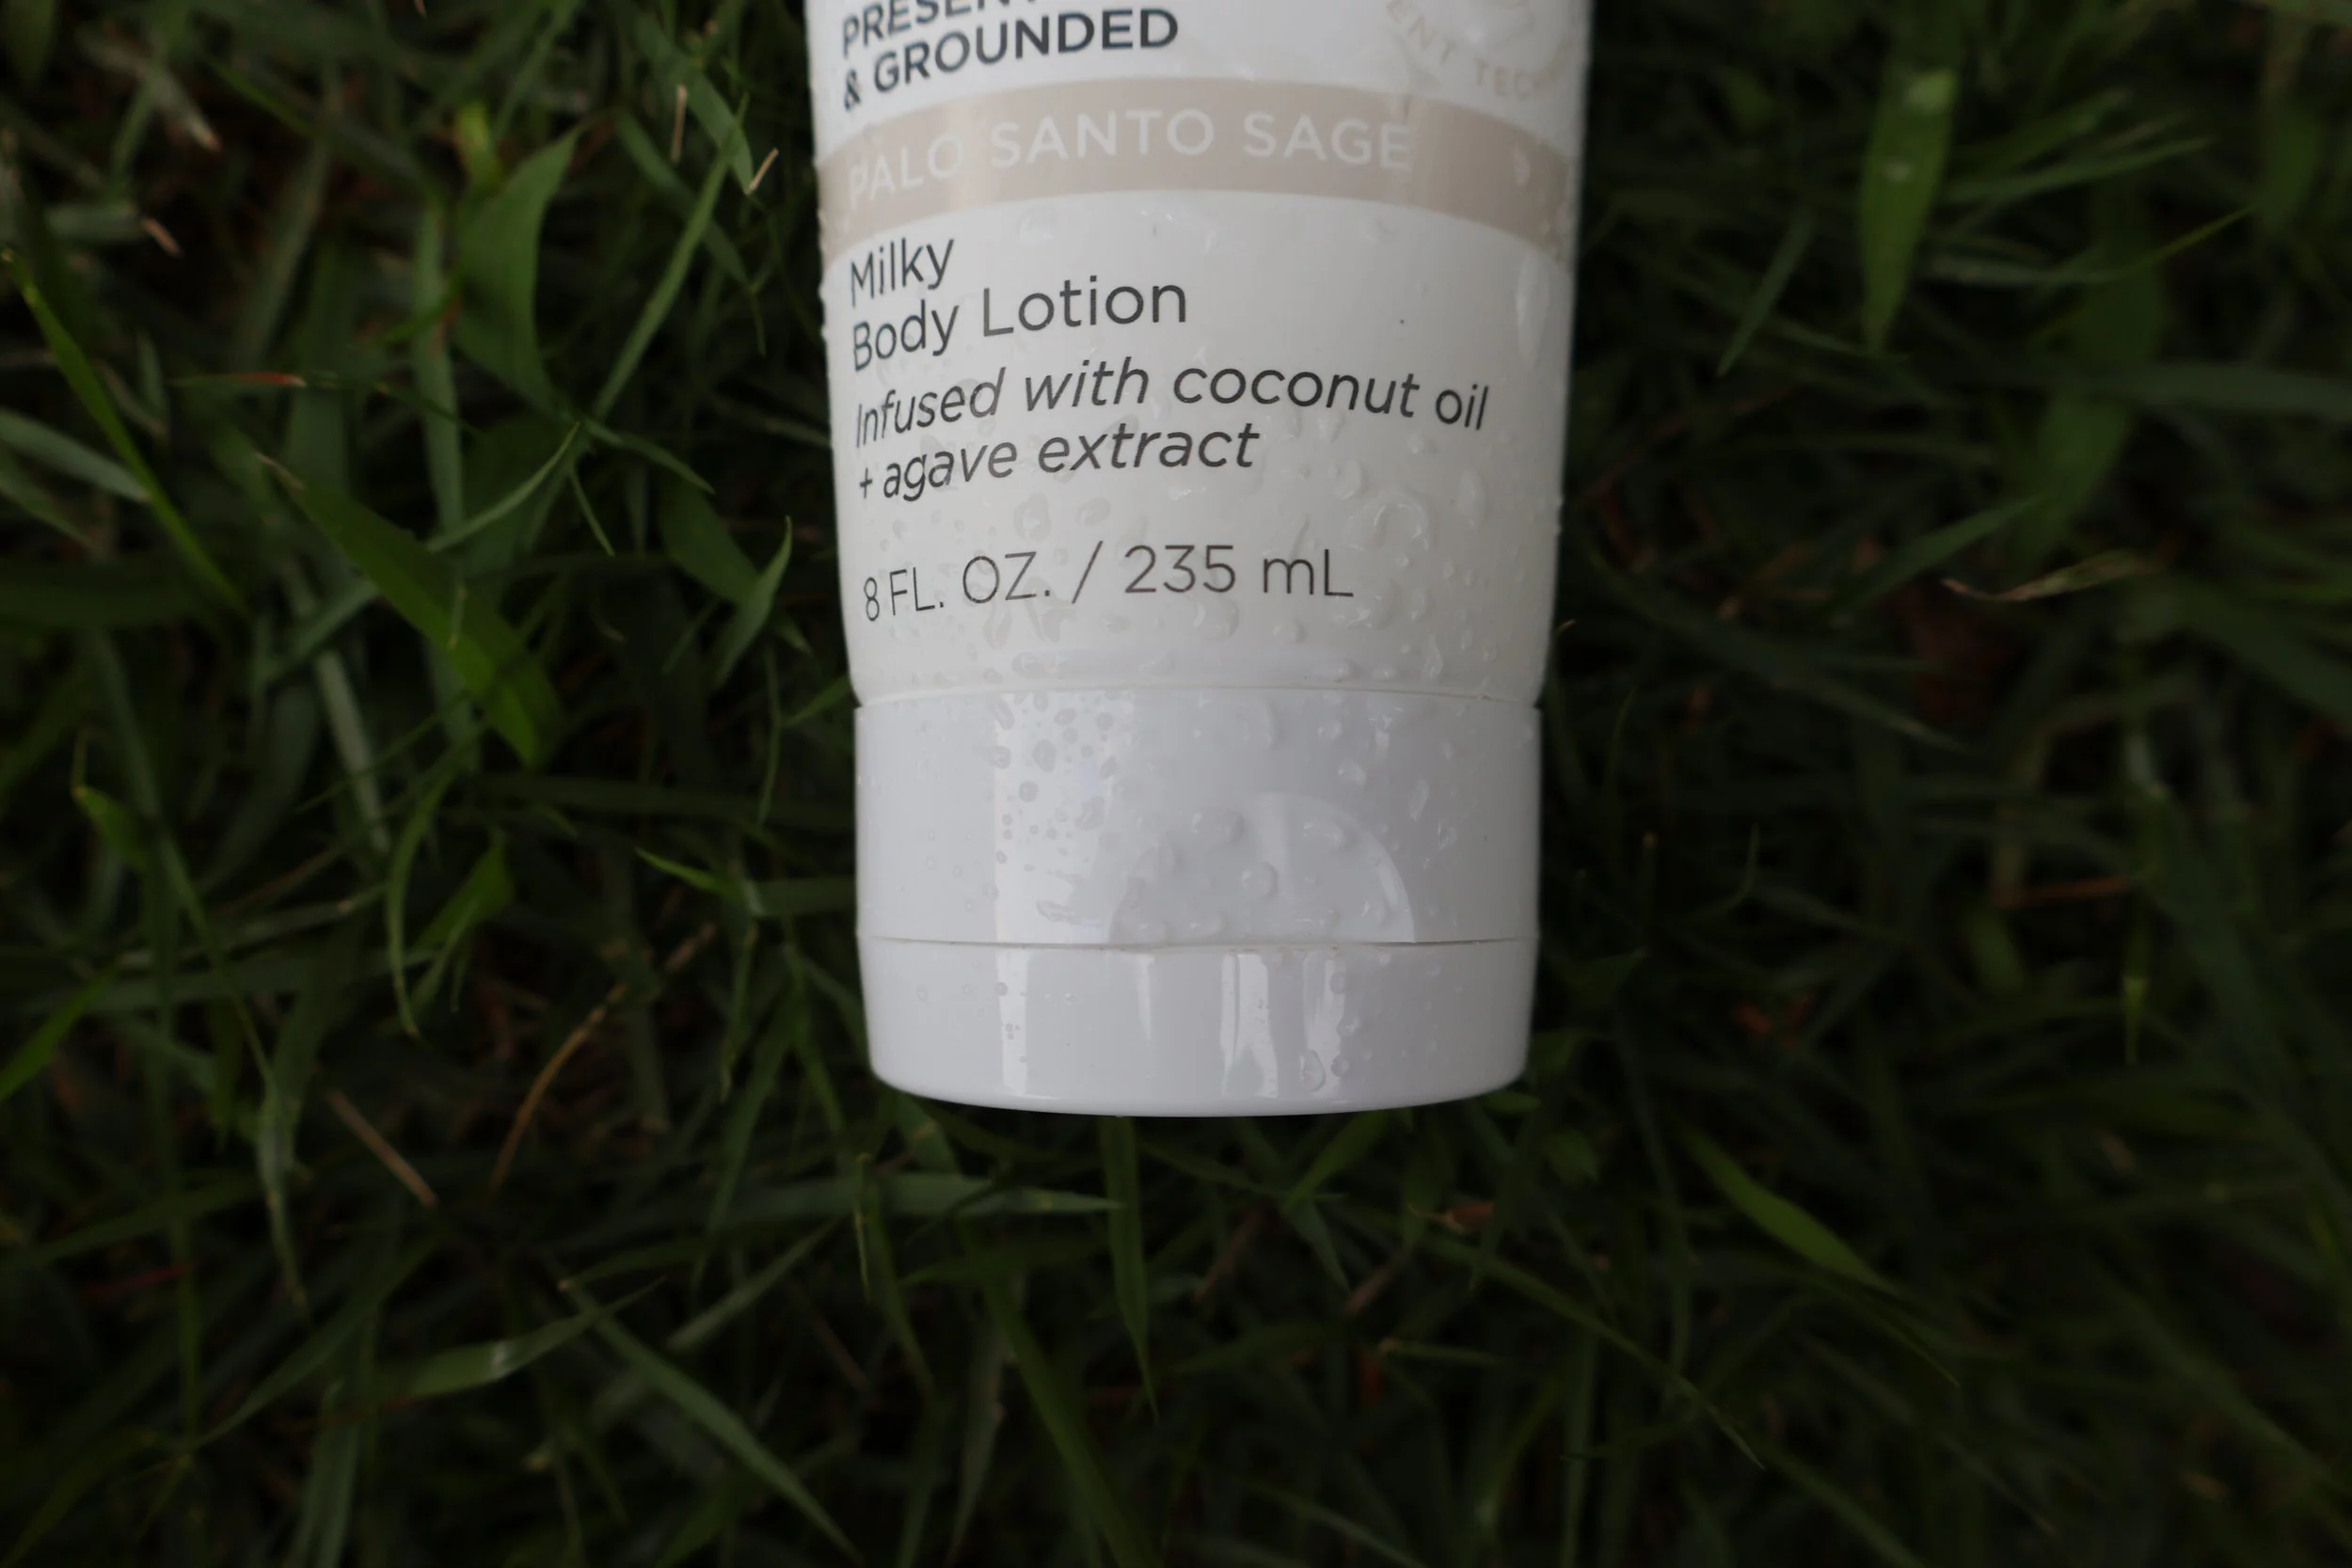 & GROUNDED
PALO SANTO SAGE
Milky
Body Lotion
Infused with coconut oil
+ agave extract
8 FL. OZ. / 235 mL